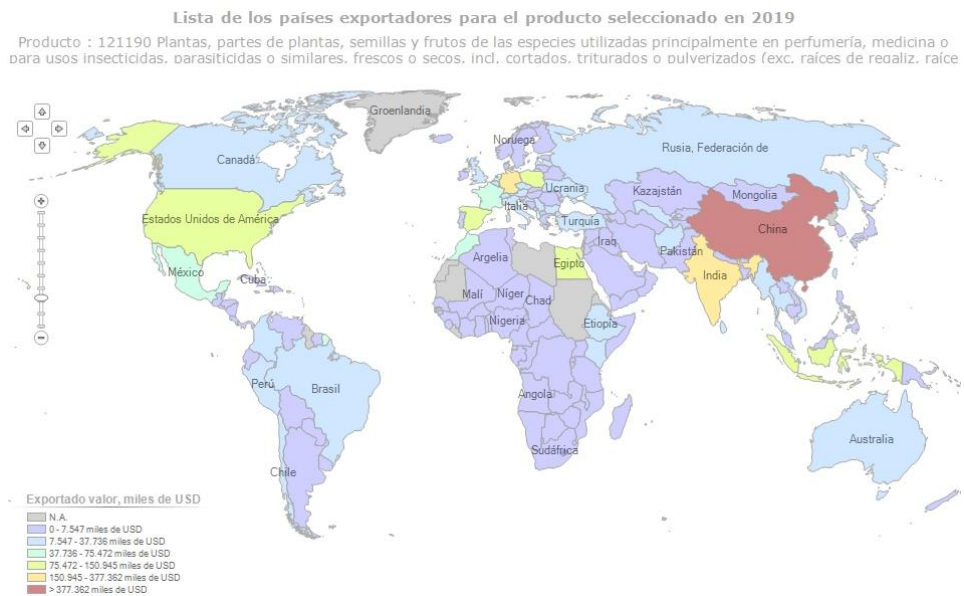 Lista de los países exportadores para el producto seleccionado en 2019
Producto : 121190 Plantas, partes de plantas, semillas y frutos de las especies utilizadas principalmente en perfumería, medicina o
para usos insecticidas, parasiticidas o similares, frescos o secos, incl. cortados, triturados o pulverizados (exc. raíces de regaliz, raíce
Groenlandia
Noruega
Canadá
Rusia, Federación de
Ucrania
Kazajstán
Mongolia
Italia
Estados Unidos de América
Turquía
China
Iraq
Pakistán
Argelia
Egipto
México
India
Cuba
Malí
Níger
Chad
Nigeria
Etiopía
Perú
Brasil
Angola
Australia
Sudáfrica
Chile
Exportado valor, miles de USD
N.A.
0 - 7.547 miles de USD
7.547 - 37.736 miles de USD
37.736 - 75.472 miles de USD
75.472 - 150.945 miles de USD
150.945 - 377.362 miles de USD
> 377.362 miles de USD